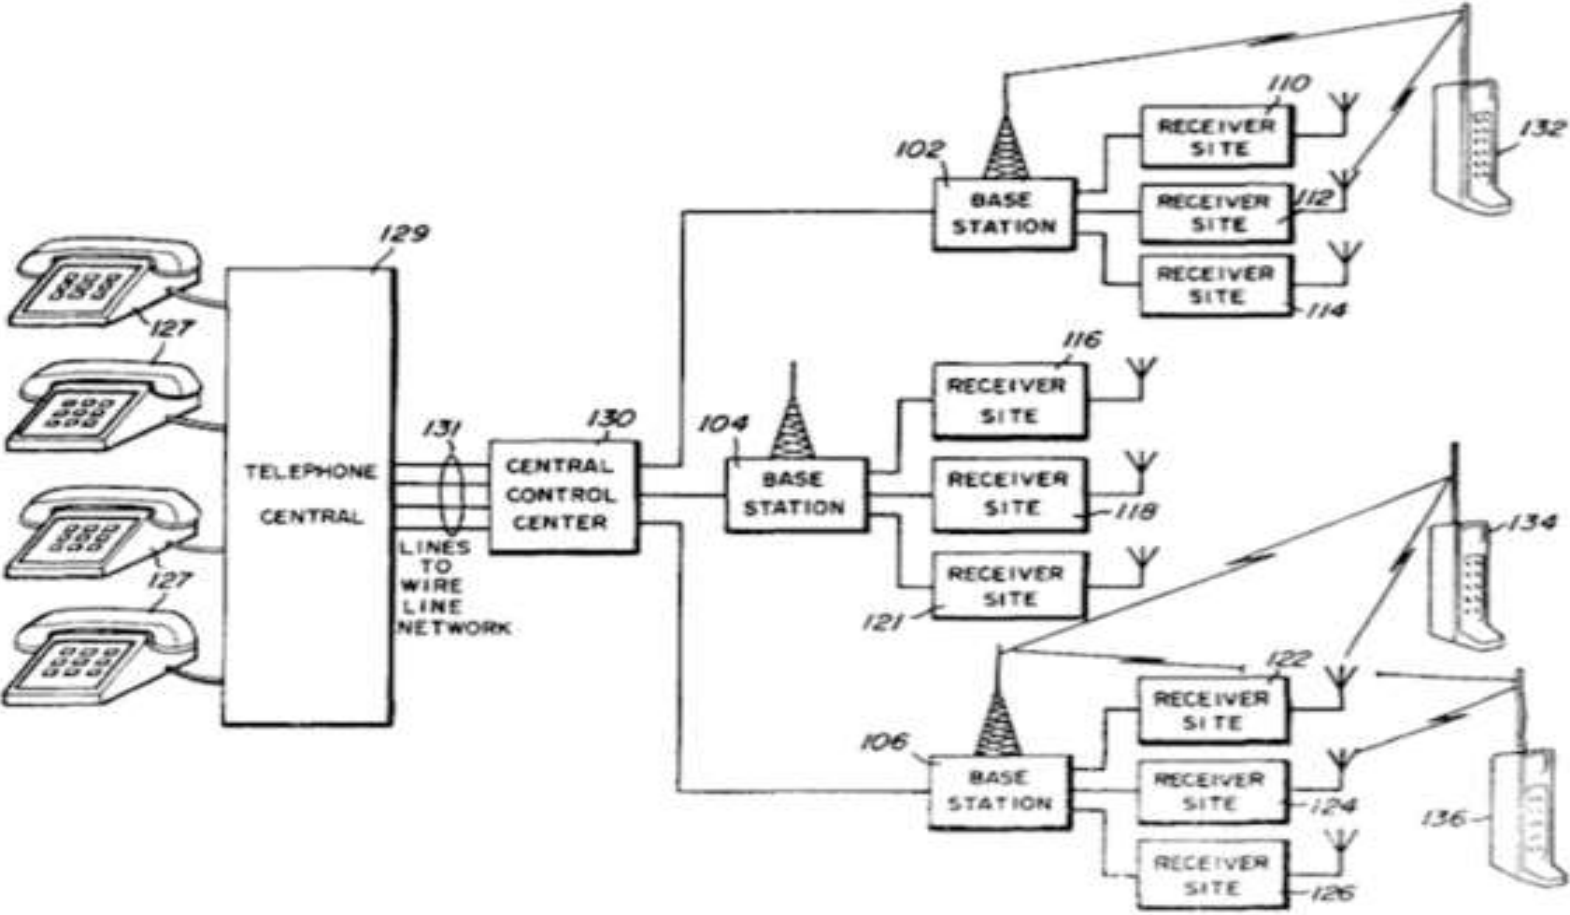 129
127
127
TELEPHONE
CENTRAL
131
LINES
TO
WIRE
LINE
NETWORK
130
CENTRAL
CONTROL
CENTER
102
BASE
STATION
110
RECEIVER
SITE
RECEIVER
SITE
112
RECEIVER
SITE
114
132
104
BASE
STATION
116
RECEIVER
SITE
RECEIVER
SITE
118
RECEIVER
SITE
121
134
106
BASE
STATION
122
RECEIVER
SITE
RECEIVER
SITE
124
RECEIVER
SITE
126
136